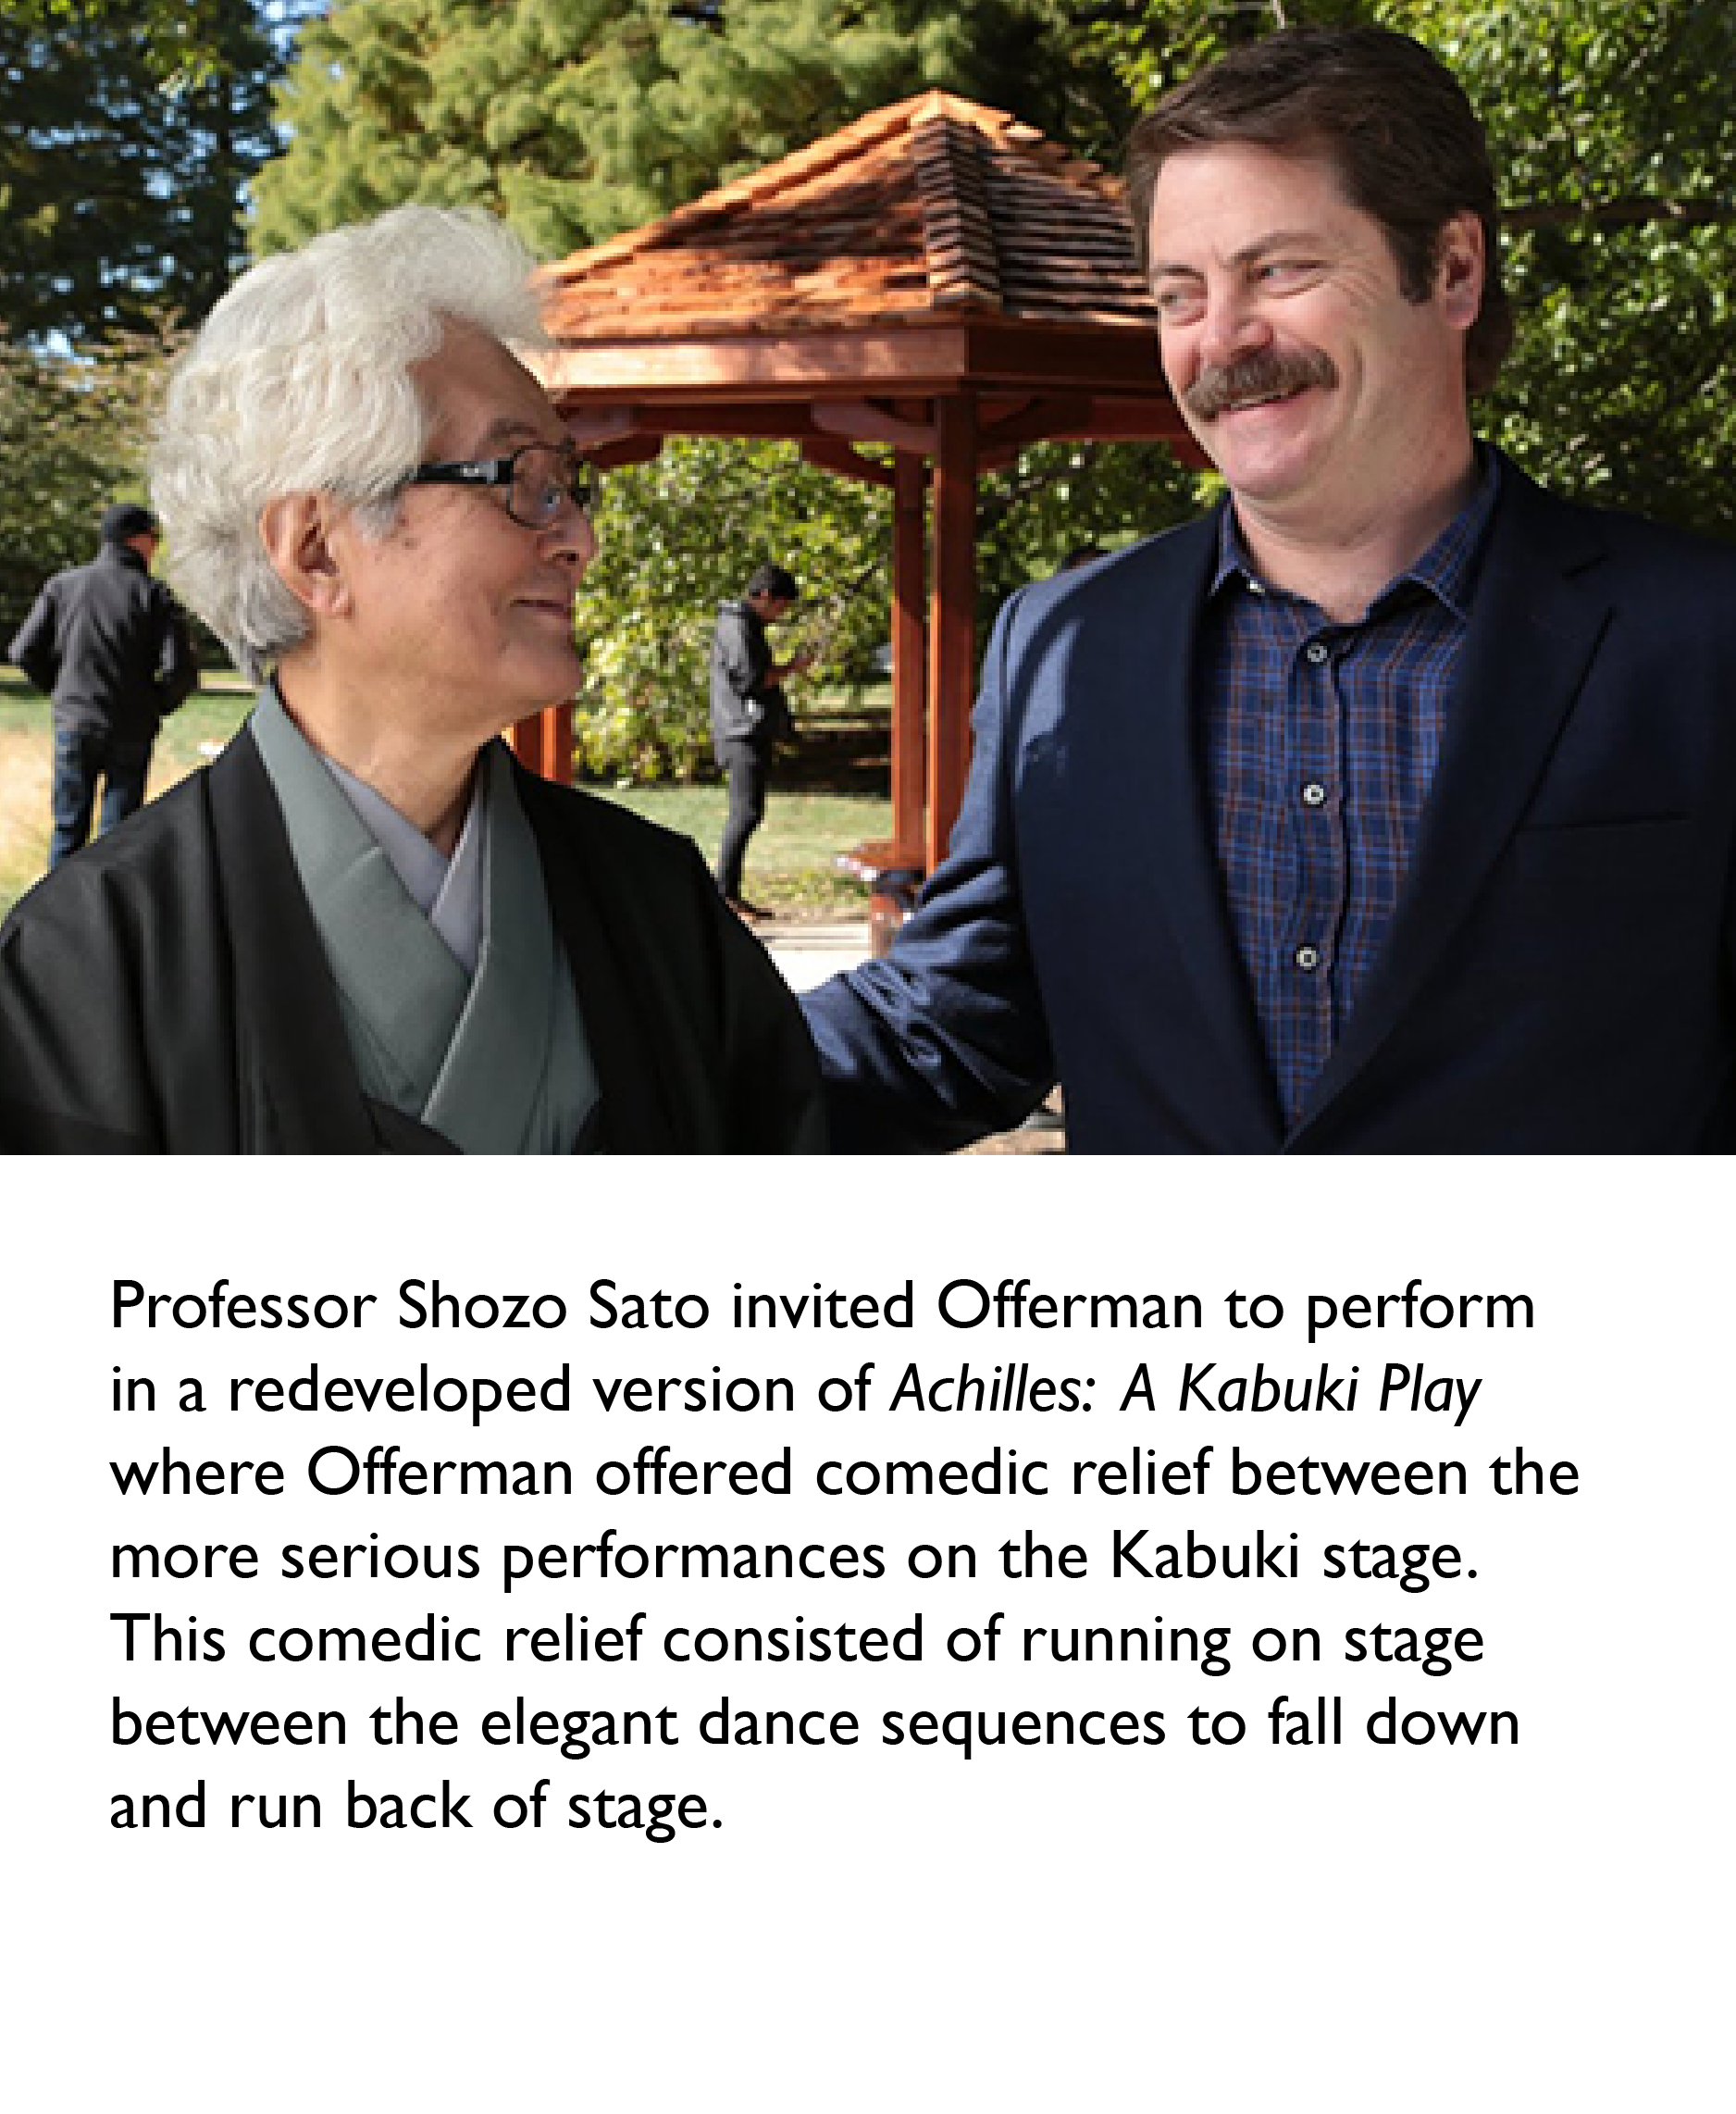 Professor Shozo Sato invited Offerman to perform
in a redeveloped version of Achilles: A Kabuki Play
where Offerman offered comedic relief between the
more serious performances on the Kabuki stage.
This comedic relief consisted of running on stage
between the elegant dance sequences to fall down
and run back of stage.